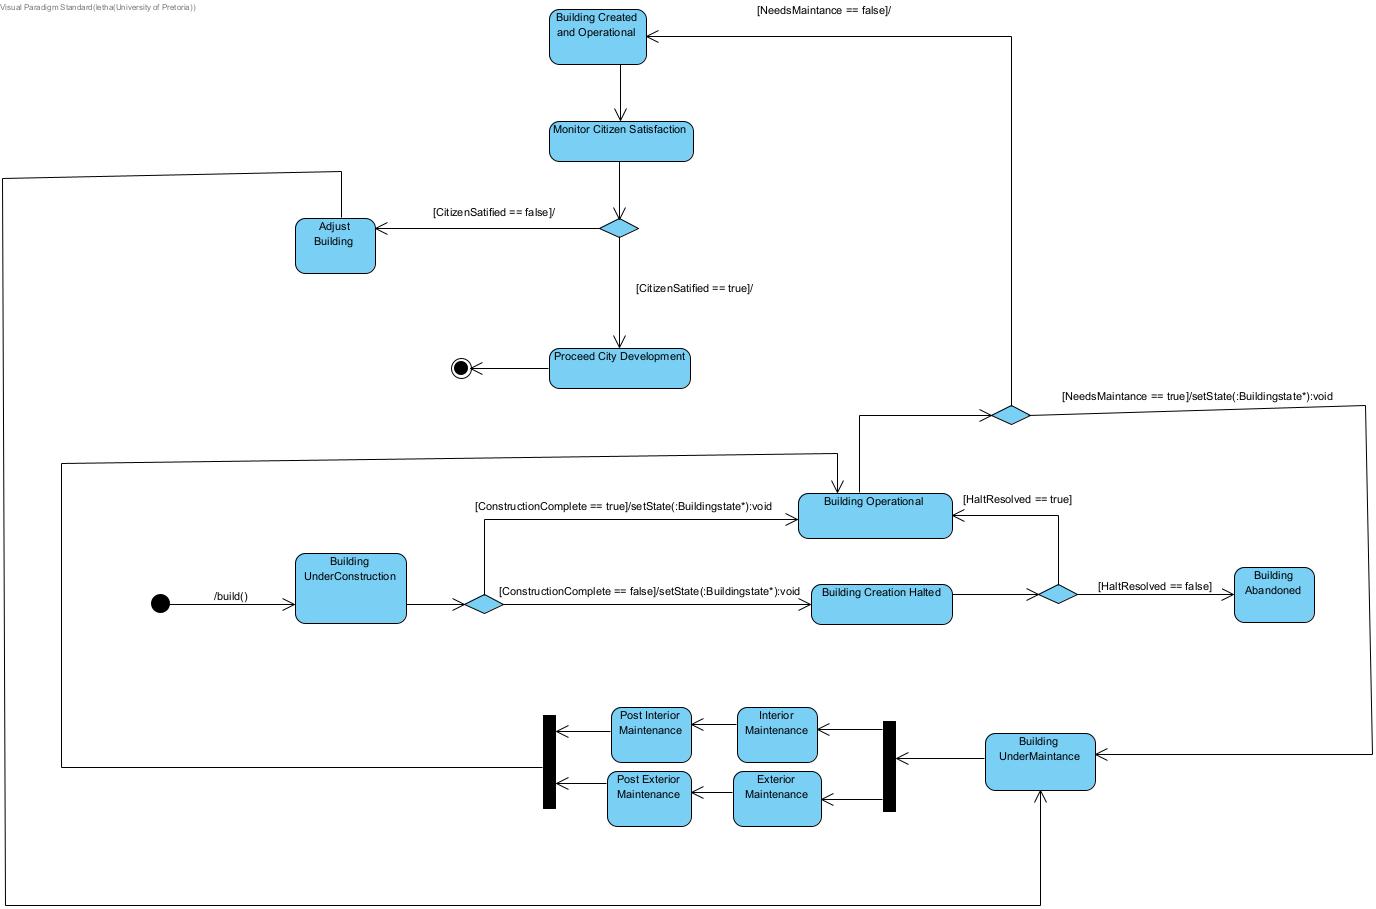 Visual Paradigm Standard(letha(University of Pretoria))
[NeedsMaintance == false]/
Building Created
and Operational
Monitor Citizen Satisfaction
[CitizenSatified == false]/
Adjust
Building
[CitizenSatified == true]/
Proceed City Development
[NeedsMaintance == true]/setState(:Buildingstate*):void
[ConstructionComplete == true]/setState(:Buildingstate*):void
Building Operational
[HaltResolved == true]
Building
UnderConstruction
/build()
[ConstructionComplete == false]/setState(:Buildingstate*):void
Building Creation Halted
[HaltResolved == false]
Building
Abandoned
Post Interior
Maintenance
Interior
Maintenance
Building
UnderMaintance
Post Exterior
Maintenance
Exterior
Maintenance